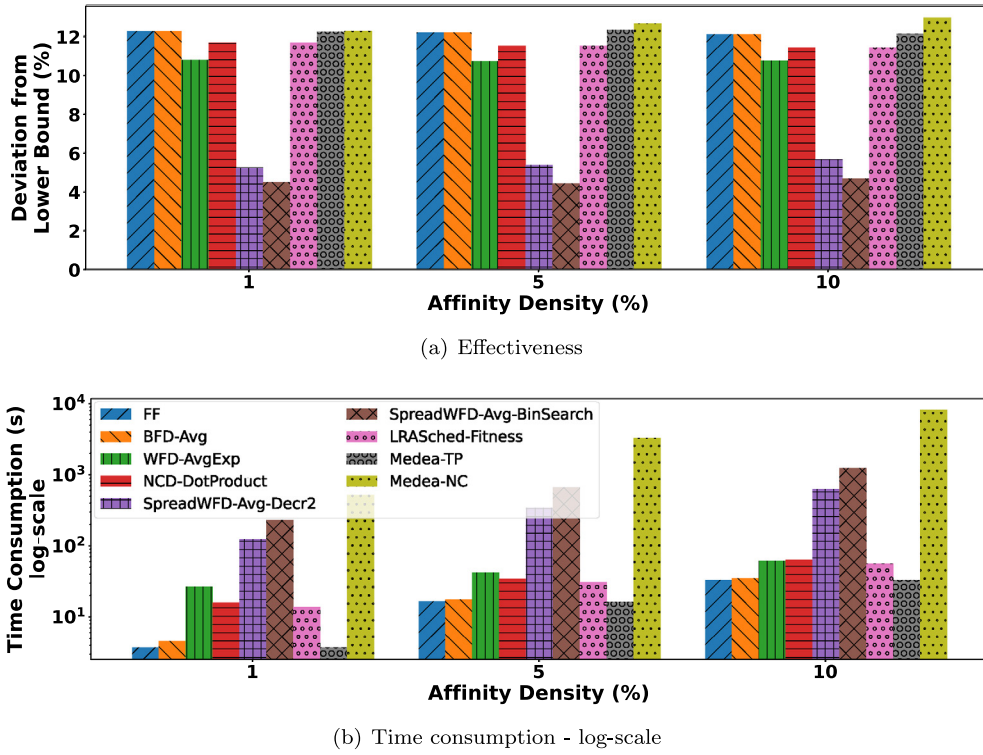 12
10
8
6
4
2
0
Deviation from
Lower Bound (%)
1
5
10
Affinity Density (%)
(a) Effectiveness
10^4
10^3
10^2
10^1
Time Consumption (s)
log-scale
FF
BFD-Avg
WFD-AvgExp
NCD-DotProduct
SpreadWFD-Avg-Decr2
SpreadWFD-Avg-BinSearch
LRASched-Fitness
Medea-TP
Medea-NC
1
5
10
Affinity Density (%)
(b) Time consumption - log-scale